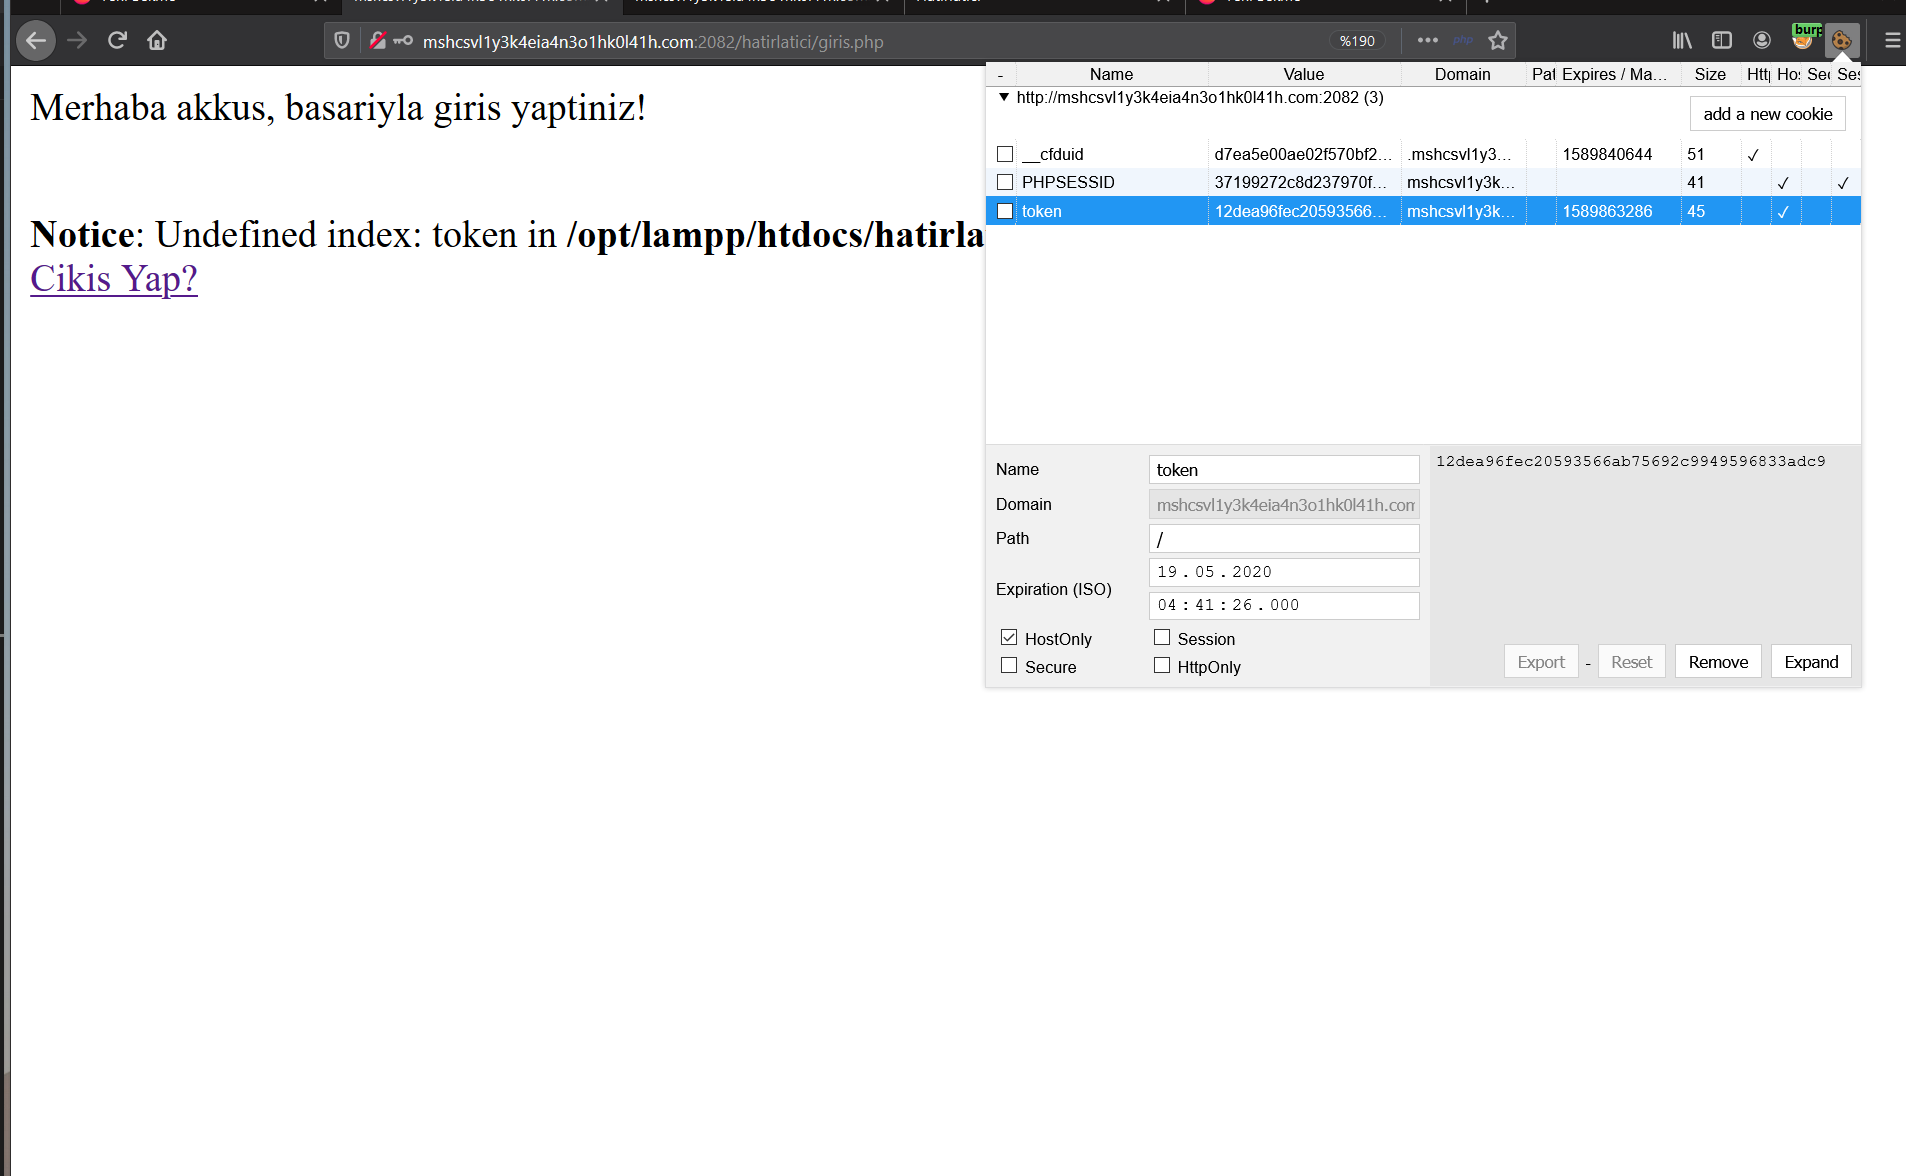 mshcsvl1y3k4eia4n3o1hk0l41h.com:2082/hatirlatici/giris.php
%190
php
burp
Merhaba akkus, basariyla giris yaptiniz!
Notice: Undefined index: token in /opt/lampp/htdocs/hatirla
Cikis Yap?
- Name Value Domain Pat Expires / Ma... Size Htt Hos Sec Ses
http://mshcsvl1y3k4eia4n3o1hk0l41h.com:2082 (3)
add a new cookie
__cfduid d7ea5e00ae02f570bf2... .mshcsvl1y3... 1589840644 51 ✓
PHPSESSID 37199272c8d237970f... mshcsvl1y3k... 41 ✓ ✓
token 12dea96fec20593566... mshcsvl1y3k... 1589863286 45 ✓
Name token
Domain mshcsvl1y3k4eia4n3o1hk0l41h.com
Path /
Expiration (ISO) 19.05.2020
04:41:26.000
HostOnly Session
Secure HttpOnly
12dea96fec20593566ab75692c9949596833adc9
Export - Reset Remove Expand